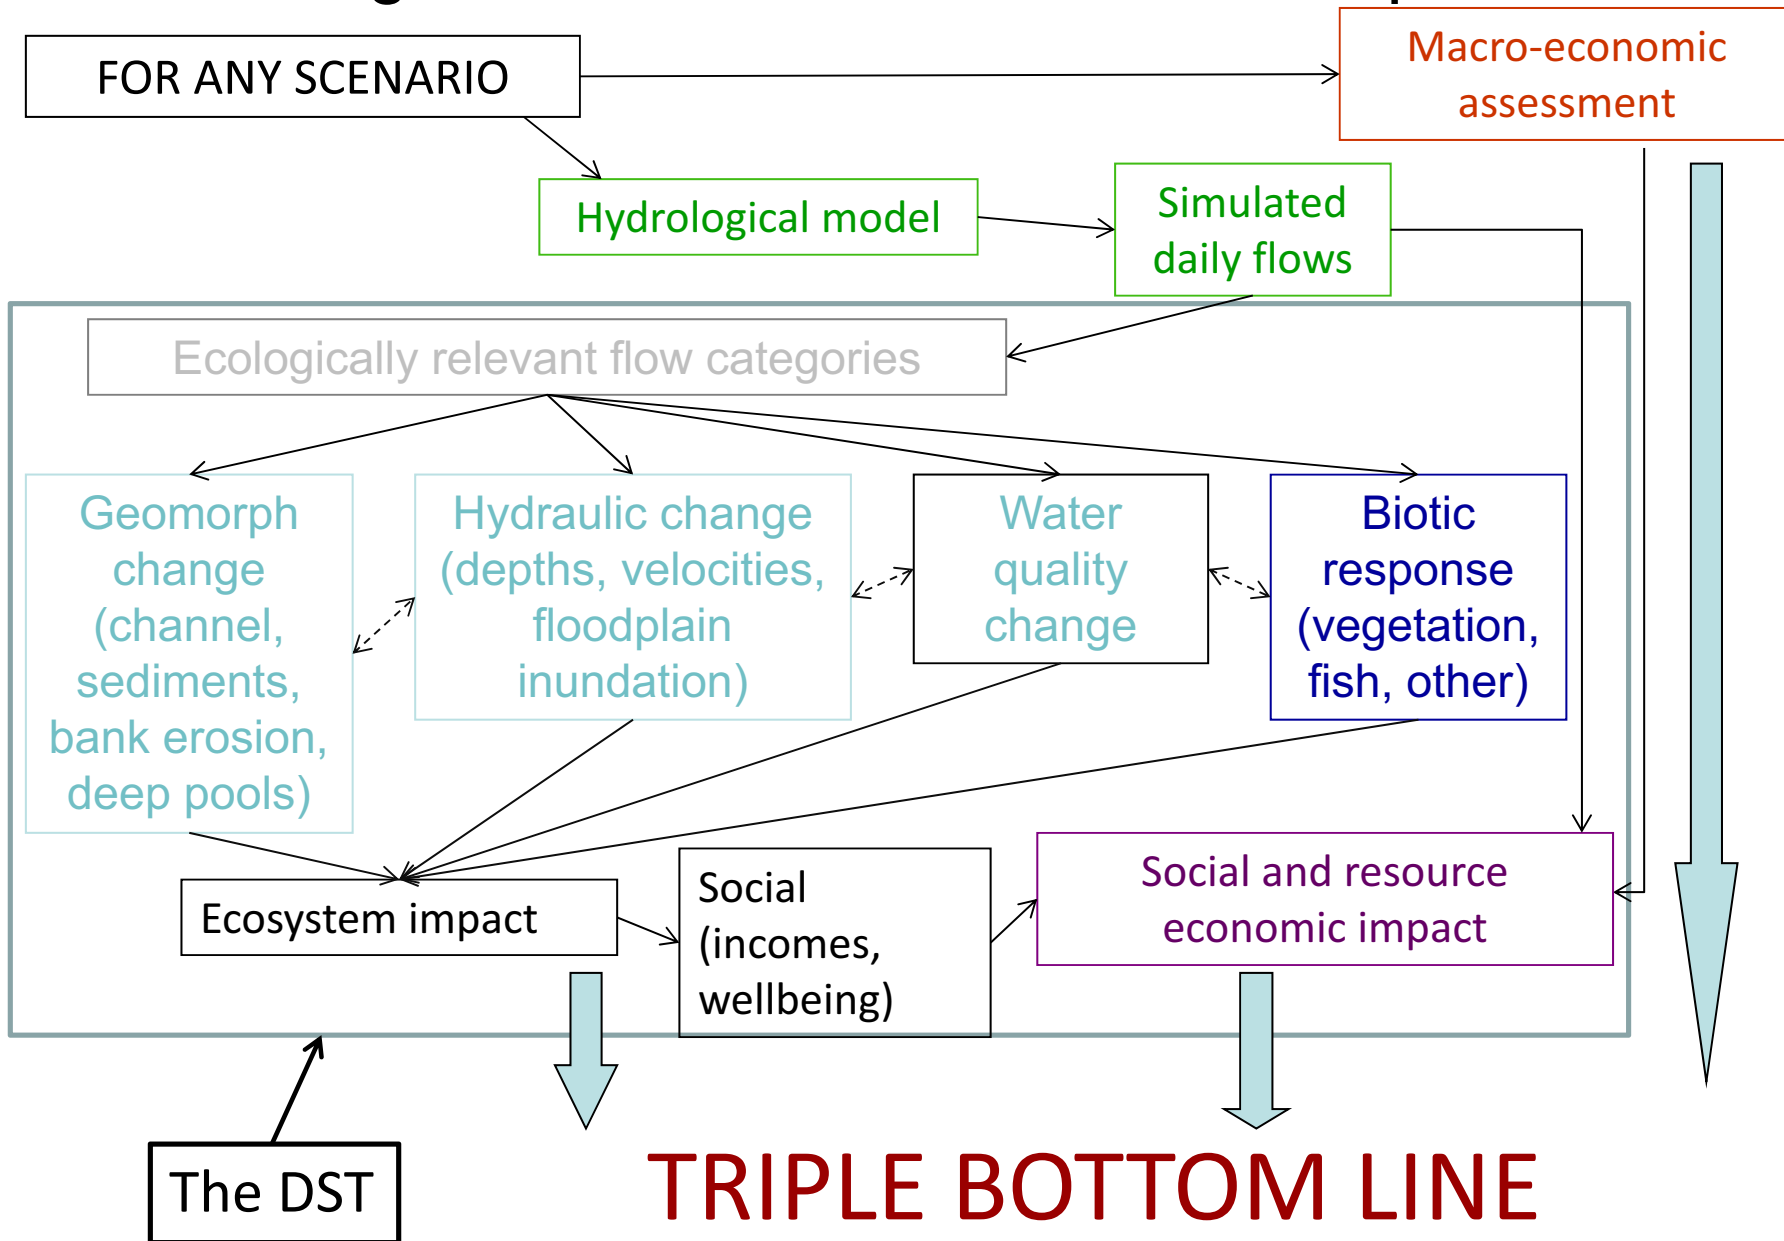 FOR ANY SCENARIO
Macro-economic
assessment
Hydrological model
Simulated
daily flows
Ecologically relevant flow categories
Geomorph
change
(channel,
sediments,
bank erosion,
deep pools)
Hydraulic change
(depths, velocities,
floodplain
inundation)
Water
quality
change
Biotic
response
(vegetation,
fish, other)
Ecosystem impact
Social
(incomes,
wellbeing)
Social and resource
economic impact
The DST
TRIPLE BOTTOM LINE